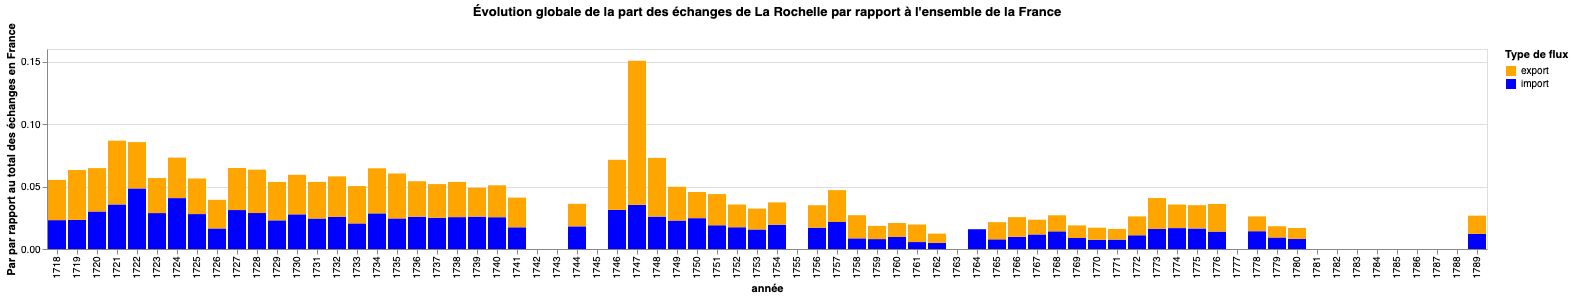 Évolution globale de la part des échanges de La Rochelle par rapport à l'ensemble de la France
Par rapport au total des échanges en France
0.15
0.10
0.05
0.00
1718 1719 1720 1721 1722 1723 1724 1725 1726 1727 1728 1729 1730 1731 1732 1733 1734 1735 1736 1737 1738 1739 1740 1741 1742 1743 1744 1745 1746 1747 1748 1749 1750 1751 1752 1753 1754 1755 1756 1757 1758 1759 1760 1761 1762 1763 1764 1765 1766 1767 1768 1769 1770 1771 1772 1773 1774 1775 1776 1777 1778 1779 1780 1781 1782 1783 1784 1785 1786 1787 1788 1789
année
Type de flux
export
import